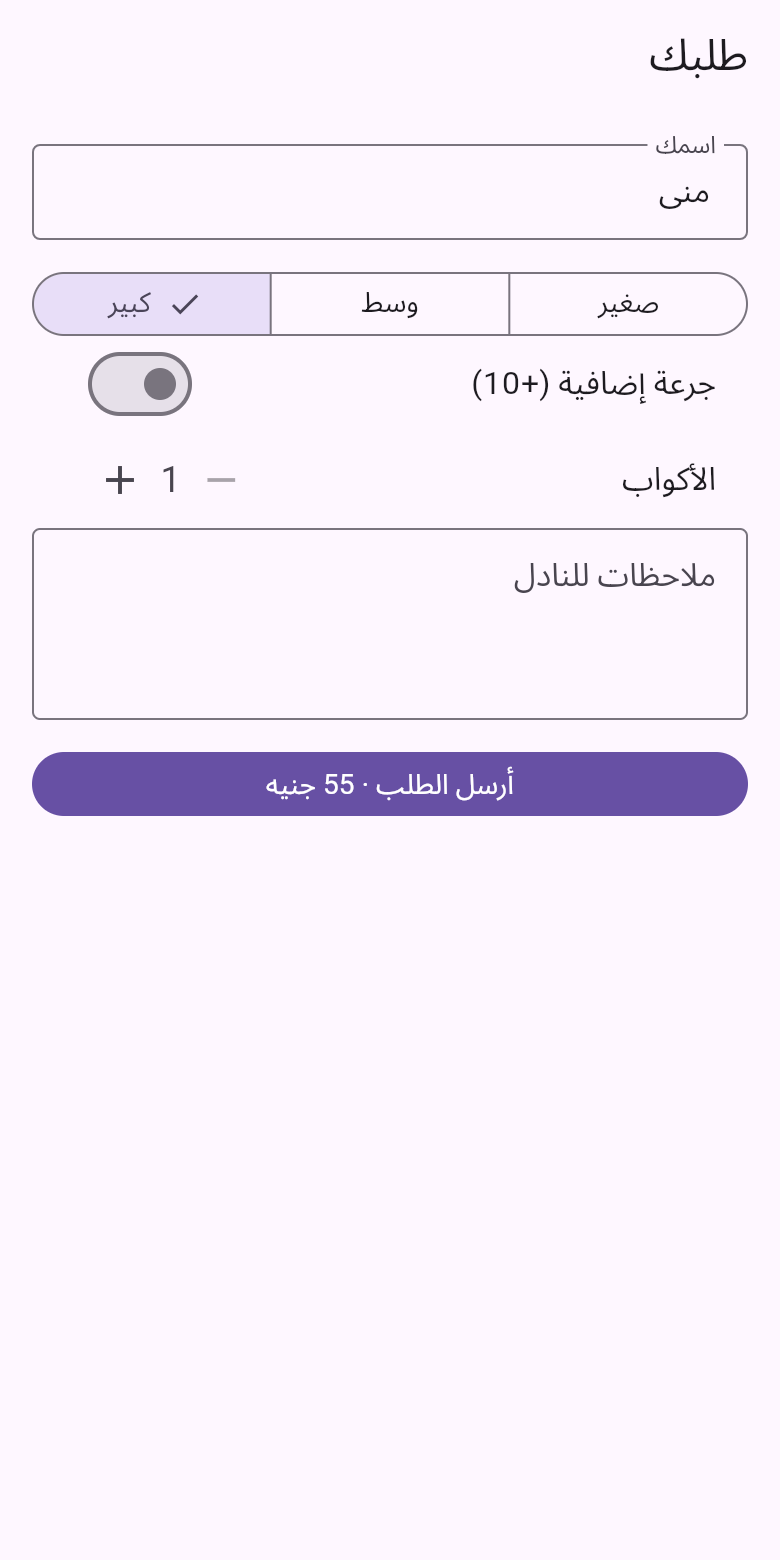 طلبك
اسمك
منى
صغير وسط كبير
جرعة إضافية (+10)
الأكواب 1
ملاحظات للنادل
أرسل الطلب · 55 جنيه